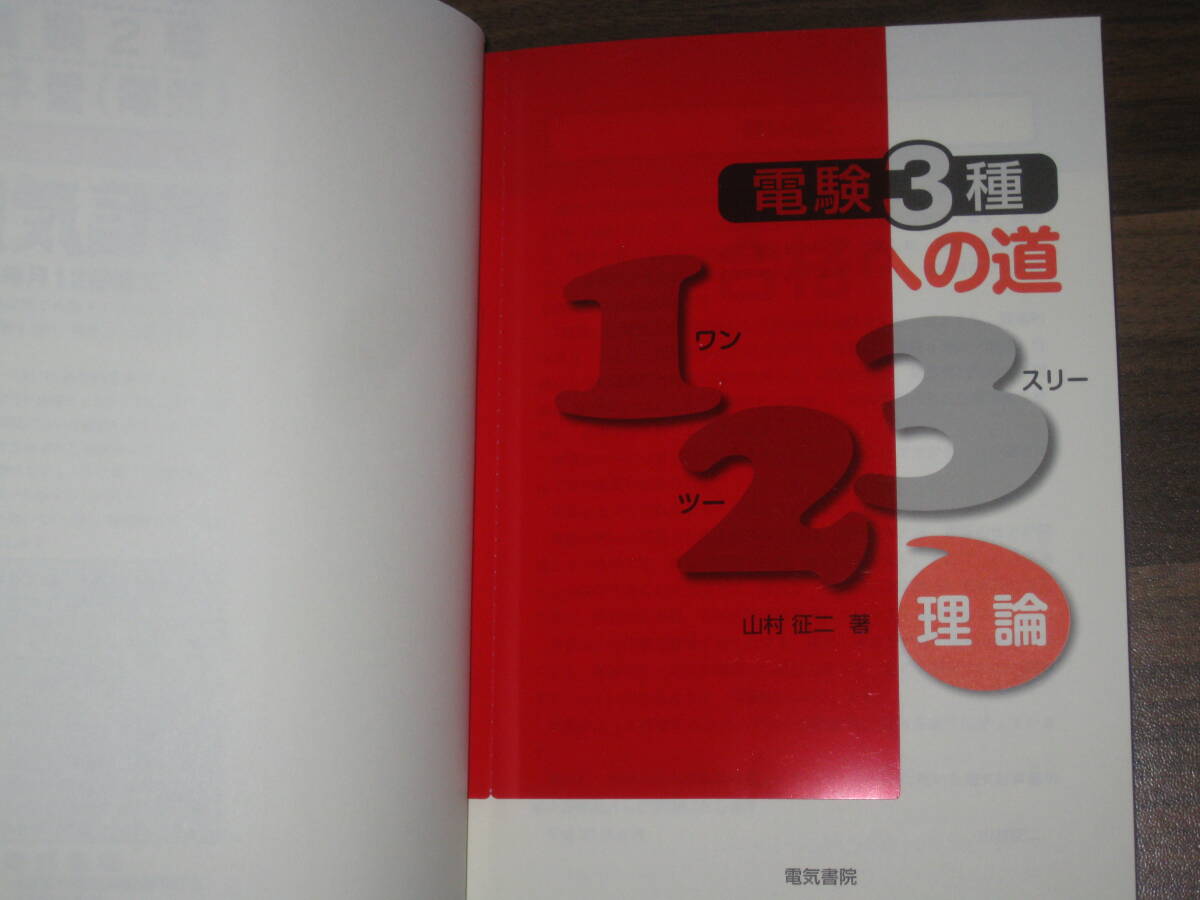 電験3種
への道
1
ワン
2
ツー
3
スリー
理論
山村 征二 著
電気書院